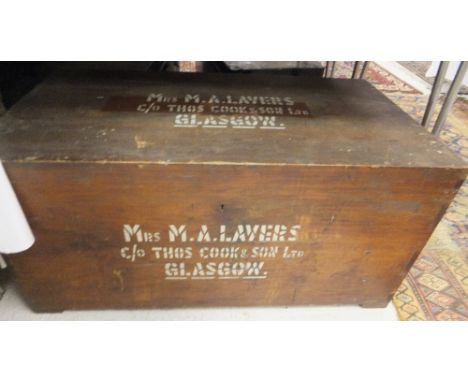 Mrs M.A. LAVERS
c/o THOS COOK & SON LTD
GLASGOW.
Mrs M.A. LAVERS
c/o THOS COOK & SON LTD
GLASGOW.